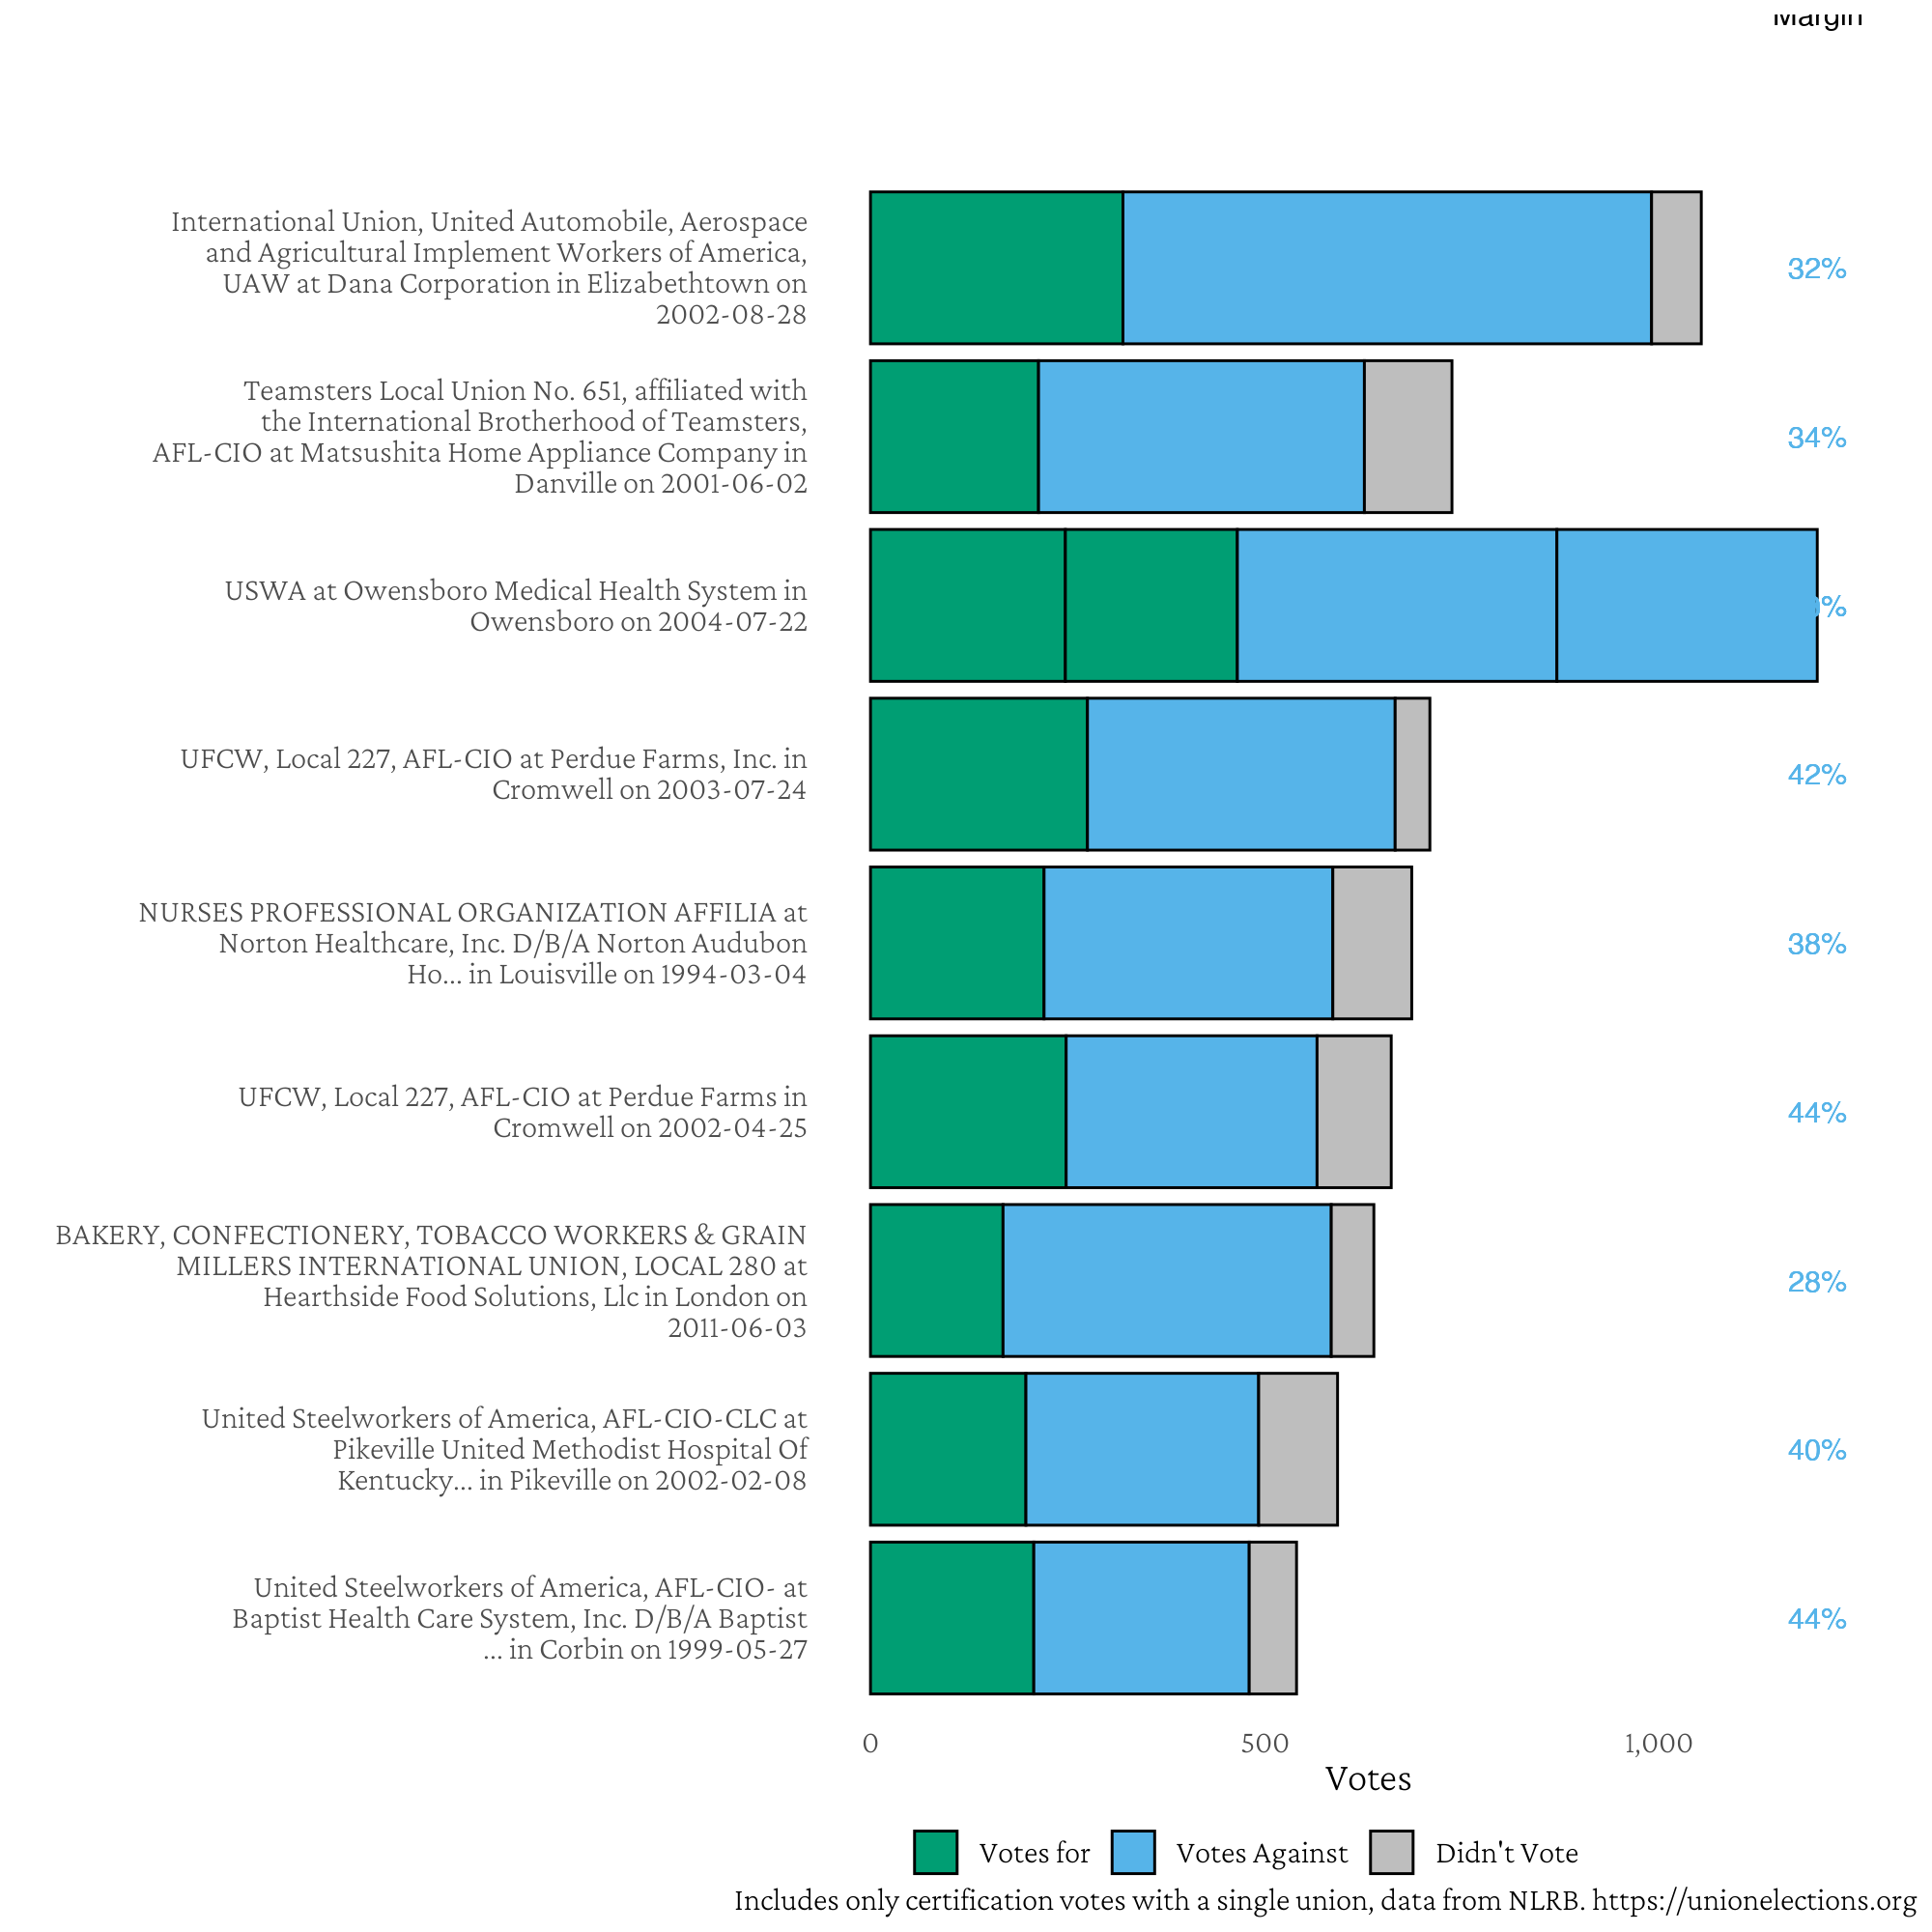 Margin
International Union, United Automobile, Aerospace
and Agricultural Implement Workers of America,
UAW at Dana Corporation in Elizabethtown on
2002-08-28
32%
Teamsters Local Union No. 651, affiliated with
the International Brotherhood of Teamsters,
AFL-CIO at Matsushita Home Appliance Company in
Danville on 2001-06-02
34%
USWA at Owensboro Medical Health System in
Owensboro on 2004-07-22
%
UFCW, Local 227, AFL-CIO at Perdue Farms, Inc. in
Cromwell on 2003-07-24
42%
NURSES PROFESSIONAL ORGANIZATION AFFILIA at
Norton Healthcare, Inc. D/B/A Norton Audubon
Ho... in Louisville on 1994-03-04
38%
UFCW, Local 227, AFL-CIO at Perdue Farms in
Cromwell on 2002-04-25
44%
BAKERY, CONFECTIONERY, TOBACCO WORKERS & GRAIN
MILLERS INTERNATIONAL UNION, LOCAL 280 at
Hearthside Food Solutions, Llc in London on
2011-06-03
28%
United Steelworkers of America, AFL-CIO-CLC at
Pikeville United Methodist Hospital Of
Kentucky... in Pikeville on 2002-02-08
40%
United Steelworkers of America, AFL-CIO- at
Baptist Health Care System, Inc. D/B/A Baptist
... in Corbin on 1999-05-27
44%
0 500 1,000
Votes
Votes for Votes Against Didn't Vote
Includes only certification votes with a single union, data from NLRB. https://unionelections.org